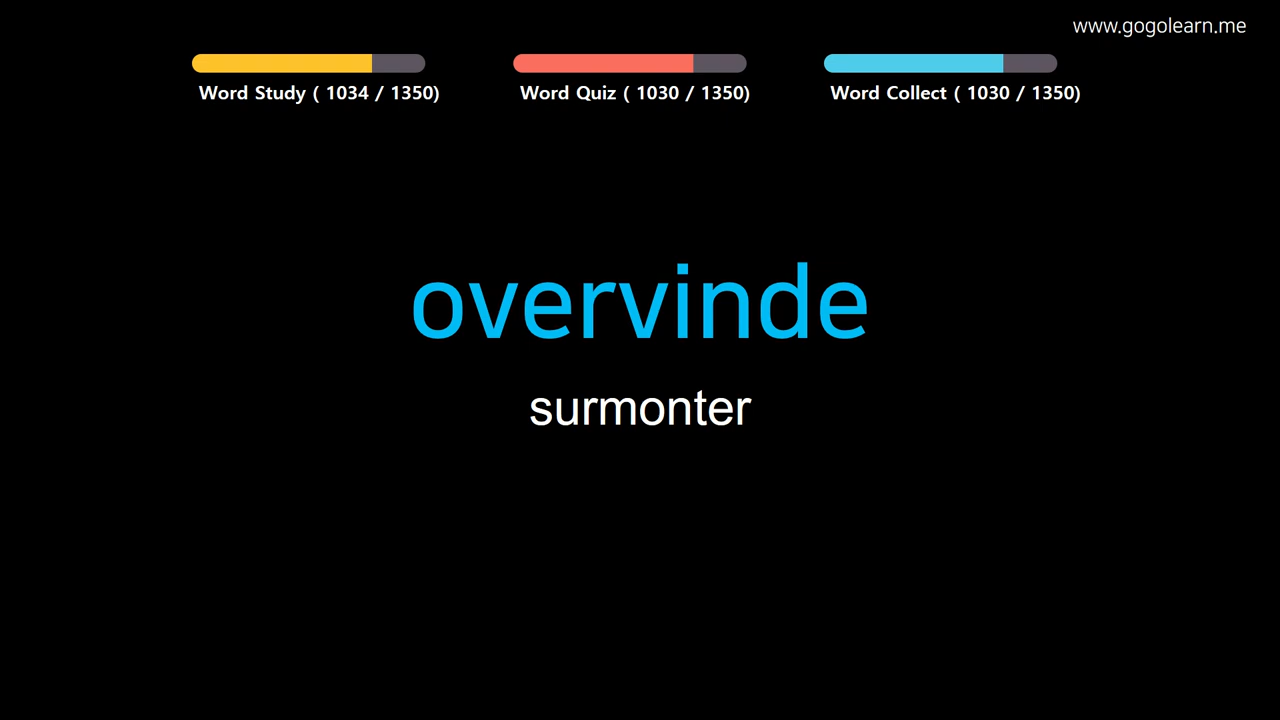 www.gogolearn.me
Word Study ( 1034 / 1350)
Word Quiz ( 1030 / 1350)
Word Collect ( 1030 / 1350)
overvinde
surmonter